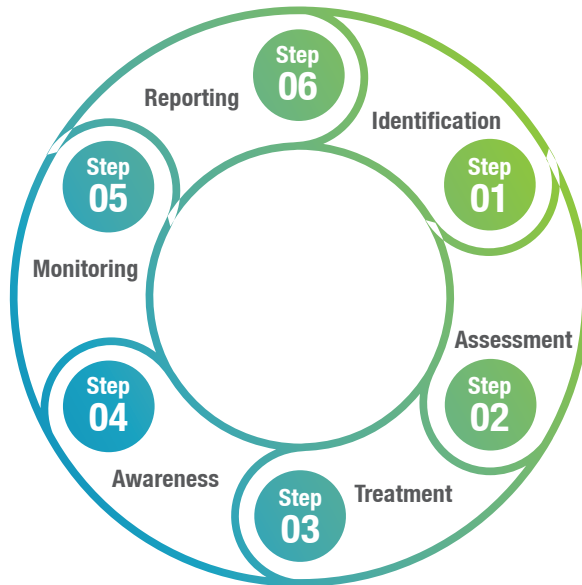 Identification
Step
01
Assessment
Step
02
Treatment
Step
03
Awareness
Step
04
Monitoring
Step
05
Reporting
Step
06